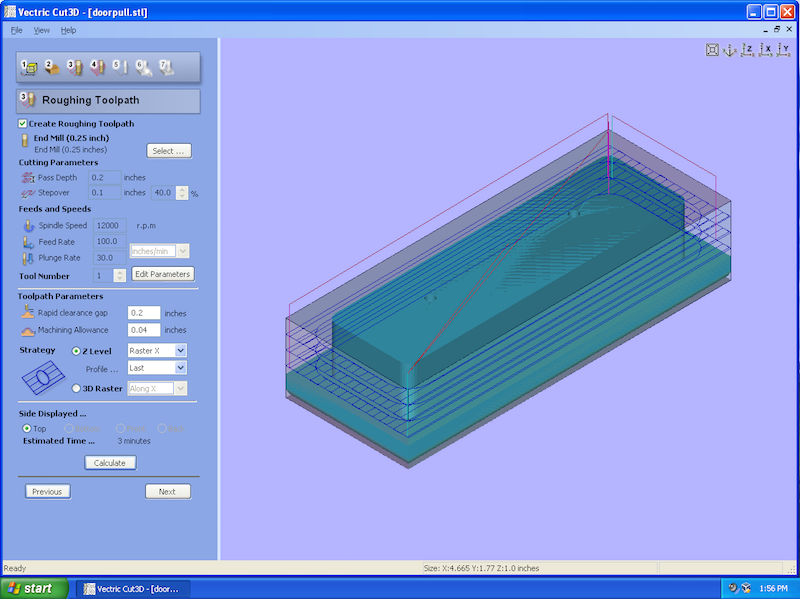 Vectric Cut3D - [doorpull.stl]
File View Help
1 2 3 4 5 6 7
Z X Y
3 Roughing Toolpath
Create Roughing Toolpath
End Mill (0.25 inch)
End Mill (0.25 inches)
Select ...
Cutting Parameters
Pass Depth 0.2 inches
Stepover 0.1 inches 40.0 %
Feeds and Speeds
Spindle Speed 12000 r.p.m
Feed Rate 100.0
inches/min
Plunge Rate 30.0
Tool Number 1 Edit Parameters
Toolpath Parameters
Rapid clearance gap 0.2 inches
Machining Allowance 0.04 inches
Strategy Z Level Raster X
Profile ... Last
3D Raster Along X
Side Displayed ...
Top
Estimated Time ... 3 minutes
Calculate
Previous Next
Ready Size: X:4.665 Y:1.77 Z:1.0 inches
start Vectric Cut3D - [door... 1:56 PM